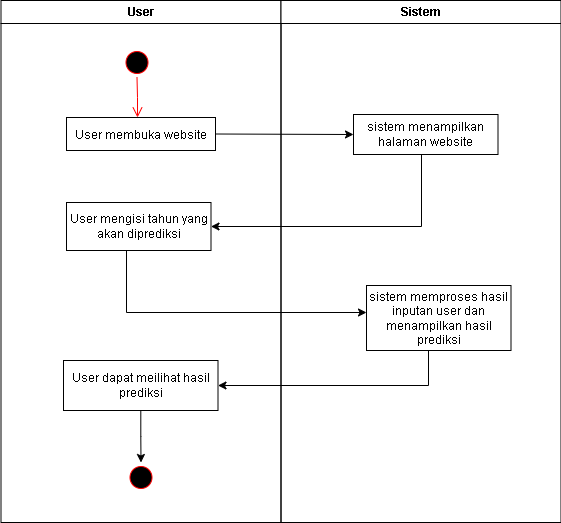 User
Sistem
User membuka website
sistem menampilkan
halaman website
User mengisi tahun yang
akan diprediksi
sistem memproses hasil
inputan user dan
menampilkan hasil
prediksi
User dapat meilihat hasil
prediksi